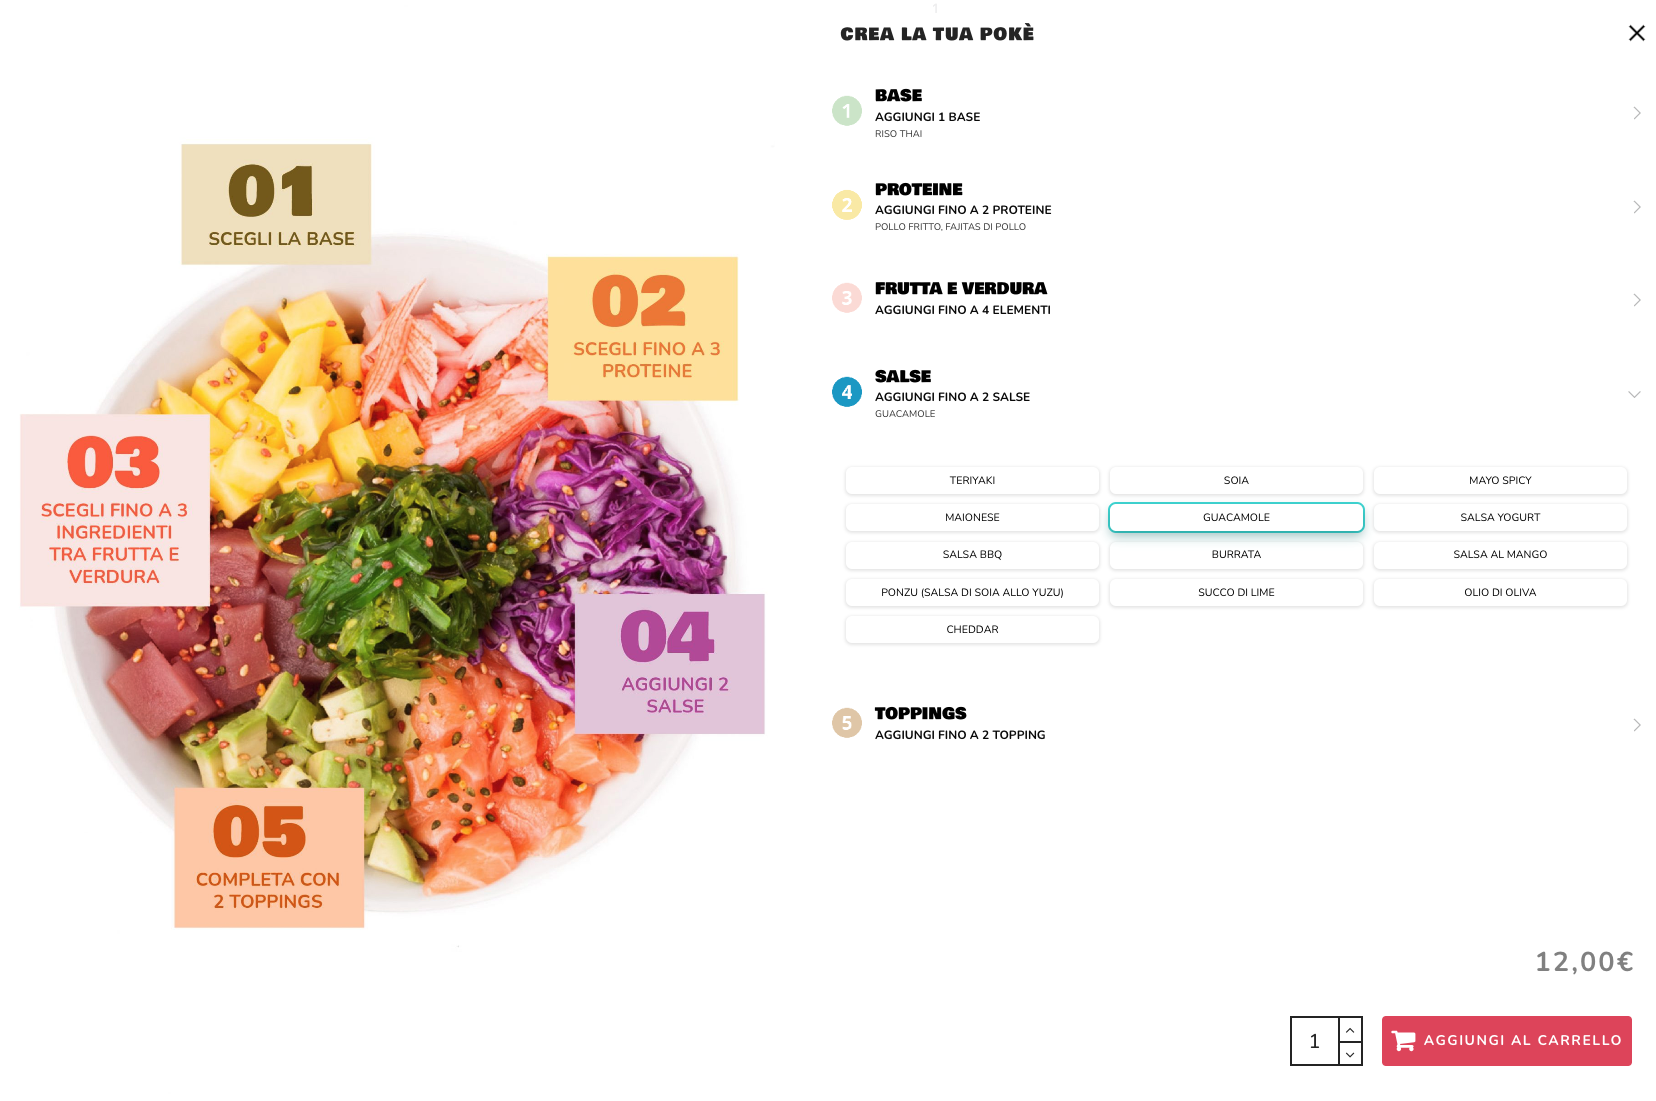 01
SCEGLI LA BASE
02
SCEGLI FINO A 3
PROTEINE
03
SCEGLI FINO A 3
INGREDIENTI
TRA FRUTTA E
VERDURA
04
AGGIUNGI 2
SALSE
05
COMPLETA CON
2 TOPPINGS
1
CREA LA TUA POKÈ
1
BASE
AGGIUNGI 1 BASE
RISO THAI
2
PROTEINE
AGGIUNGI FINO A 2 PROTEINE
POLLO FRITTO, FAJITAS DI POLLO
3
FRUTTA E VERDURA
AGGIUNGI FINO A 4 ELEMENTI
4
SALSE
AGGIUNGI FINO A 2 SALSE
GUACAMOLE
TERIYAKI
SOIA
MAYO SPICY
MAIONESE
GUACAMOLE
SALSA YOGURT
SALSA BBQ
BURRATA
SALSA AL MANGO
PONZU (SALSA DI SOIA ALLO YUZU)
SUCCO DI LIME
OLIO DI OLIVA
CHEDDAR
5
TOPPINGS
AGGIUNGI FINO A 2 TOPPING
12,00€
1
AGGIUNGI AL CARRELLO